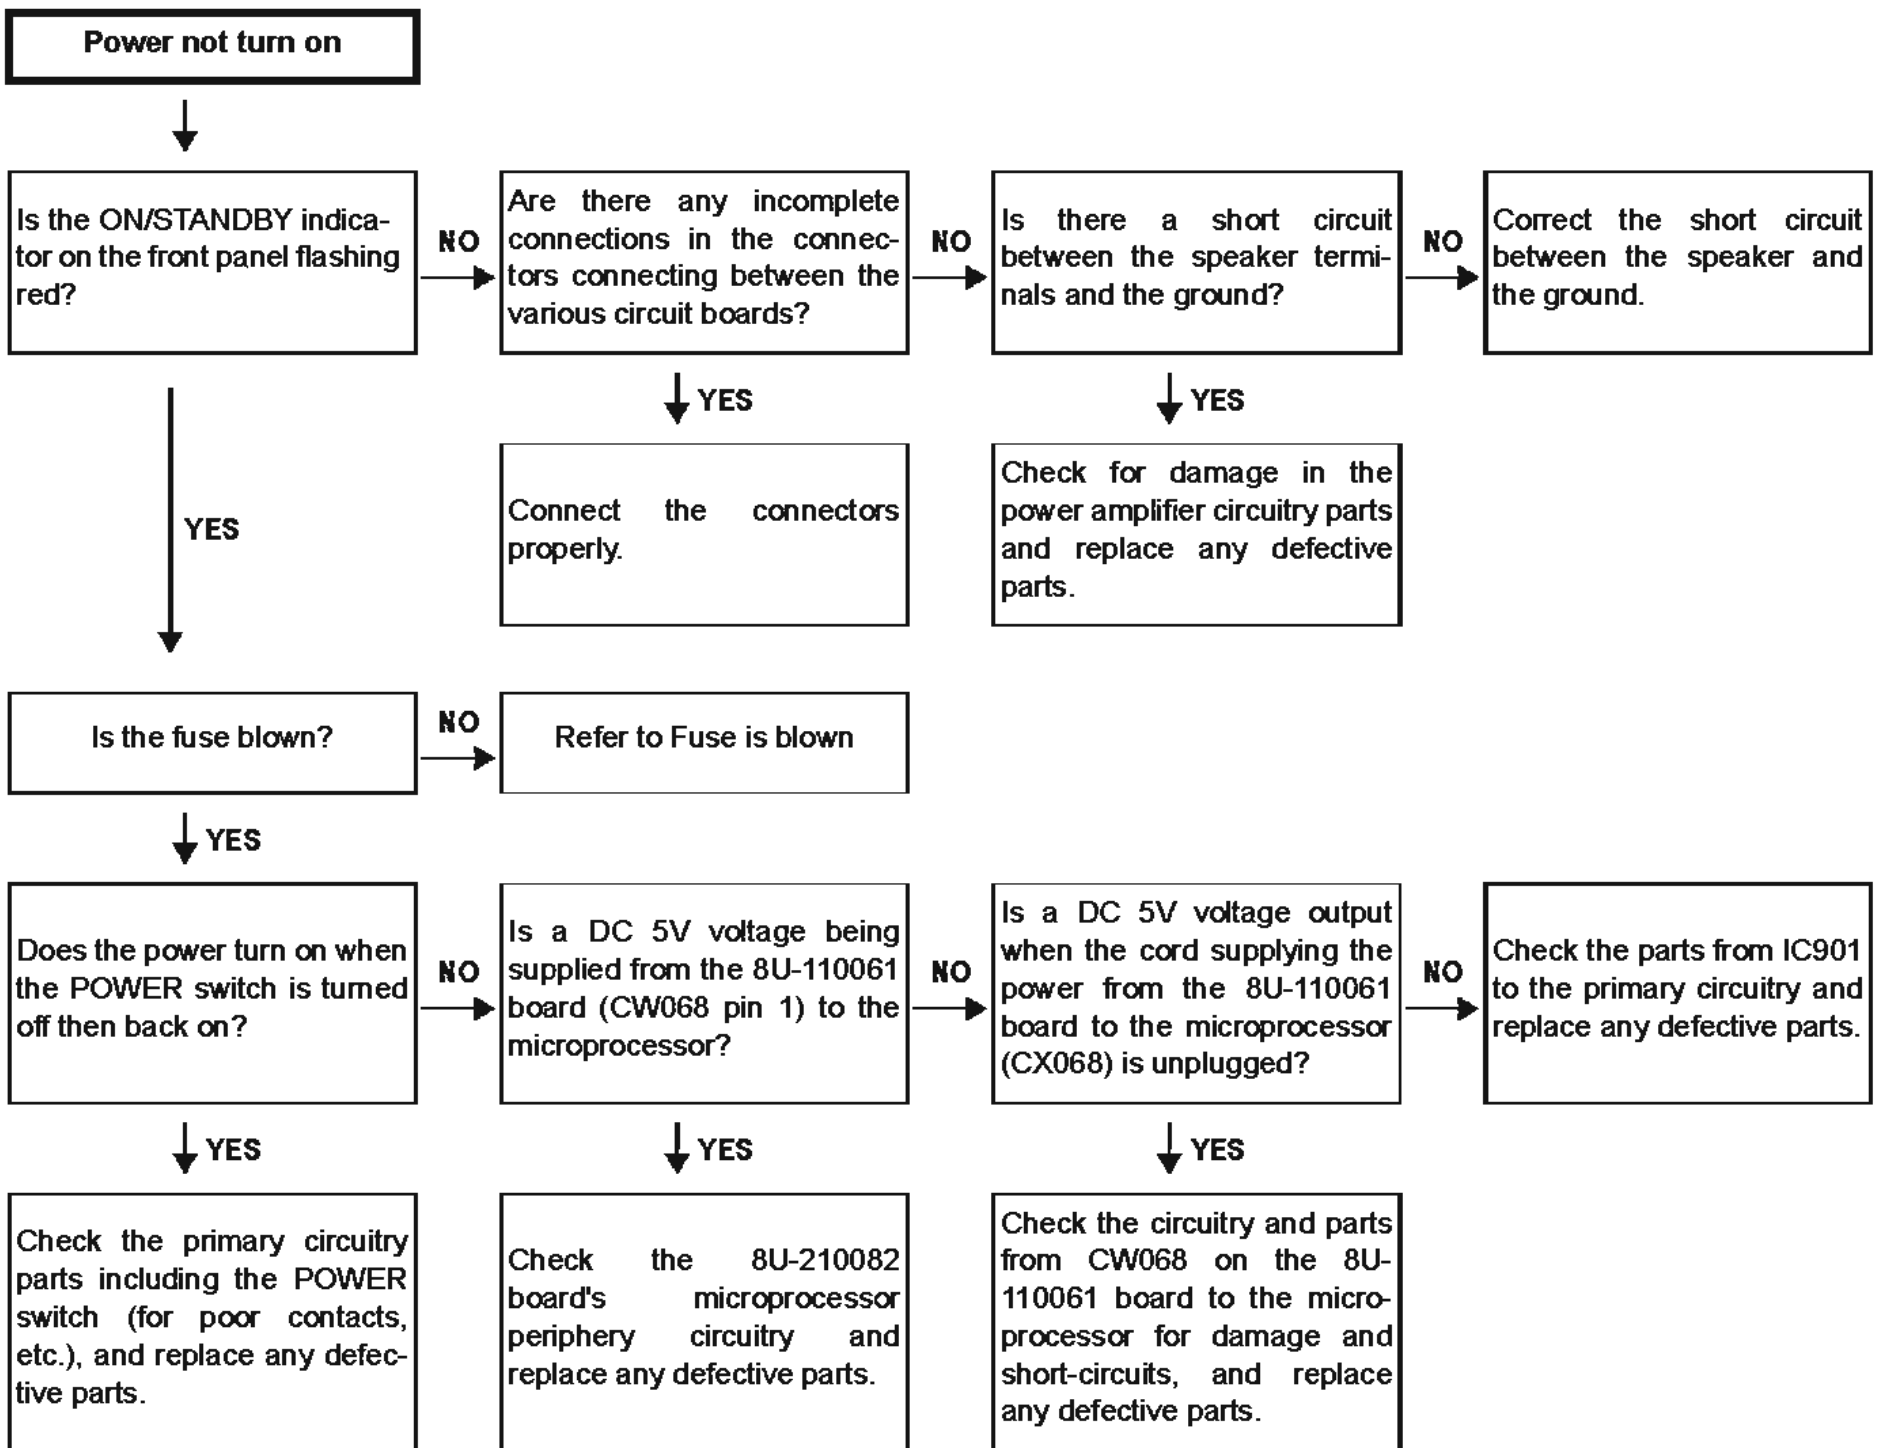 Power not turn on
Is the ON/STANDBY indica-
tor on the front panel flashing
red?
NO
Are there any incomplete
connections in the connec-
tors connecting between the
various circuit boards?
NO
Is there a short circuit
between the speaker termi-
nals and the ground?
NO
Correct the short circuit
between the speaker and
the ground.
YES
YES
YES
Connect the connectors
properly.
Check for damage in the
power amplifier circuitry parts
and replace any defective
parts.
Is the fuse blown?
NO
Refer to Fuse is blown
YES
Does the power turn on when
the POWER switch is turned
off then back on?
NO
Is a DC 5V voltage being
supplied from the 8U-110061
board (CW068 pin 1) to the
microprocessor?
NO
Is a DC 5V voltage output
when the cord supplying the
power from the 8U-110061
board to the microprocessor
(CX068) is unplugged?
NO
Check the parts from IC901
to the primary circuitry and
replace any defective parts.
YES
YES
YES
Check the primary circuitry
parts including the POWER
switch (for poor contacts,
etc.), and replace any defec-
tive parts.
Check the 8U-210082
board's microprocessor
periphery circuitry and
replace any defective parts.
Check the circuitry and parts
from CW068 on the 8U-
110061 board to the micro-
processor for damage and
short-circuits, and replace
any defective parts.